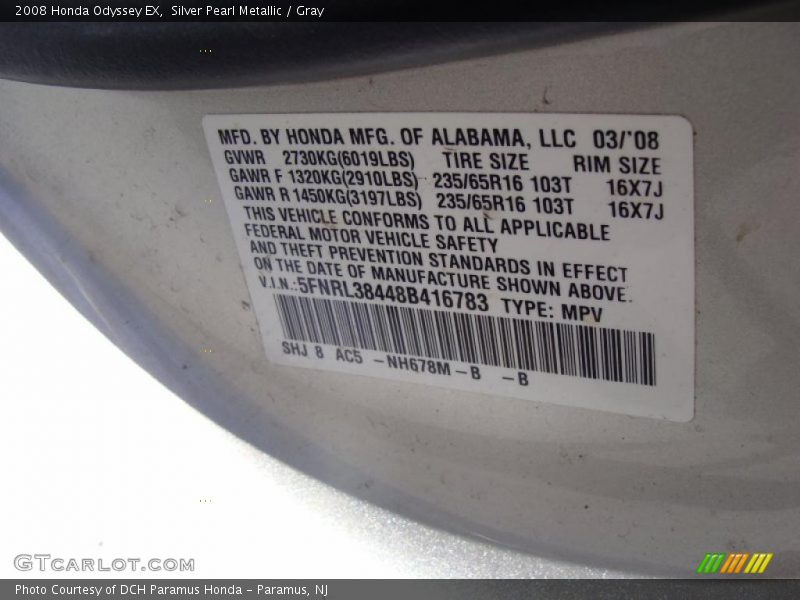 2008 Honda Odyssey EX, Silver Pearl Metallic / Gray
MFD. BY HONDA MFG. OF ALABAMA, LLC 03/'08
GVWR 2730KG(6019LBS) TIRE SIZE RIM SIZE
GAWR F 1320KG(2910LBS) 235/65R16 103T 16X7J
GAWR R 1450KG(3197LBS) 235/65R16 103T 16X7J
THIS VEHICLE CONFORMS TO ALL APPLICABLE
FEDERAL MOTOR VEHICLE SAFETY
AND THEFT PREVENTION STANDARDS IN EFFECT
ON THE DATE OF MANUFACTURE SHOWN ABOVE.
V.I.N.:5FNRL38448B416783 TYPE: MPV
SHJ 8 AC5 -NH678M-B -B
GTCARLOT.COM
Photo Courtesy of DCH Paramus Honda - Paramus, NJ